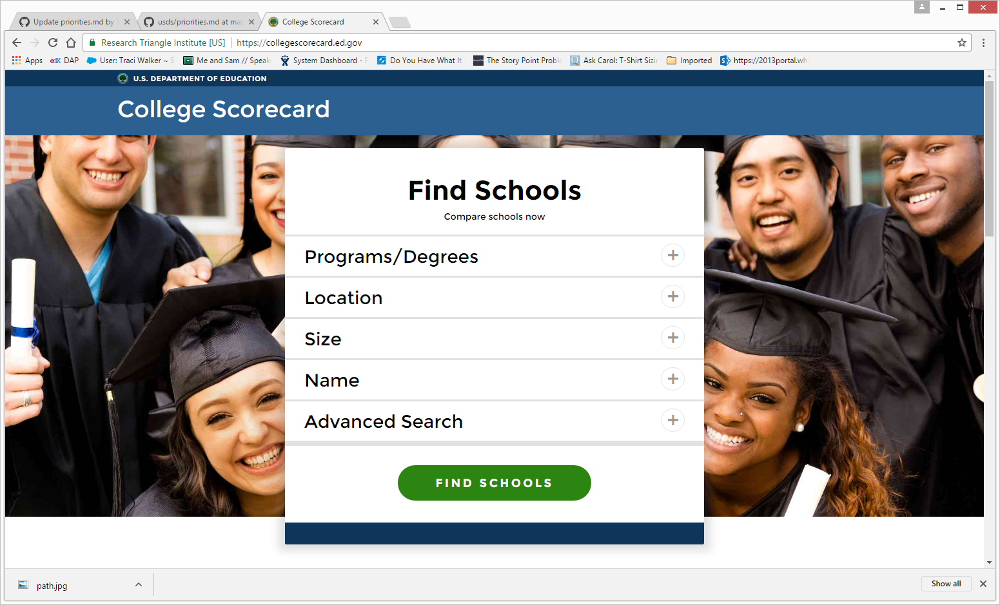 Update priorities.md by
usds/priorities.md at
College Scorecard
Research Triangle Institute [US]
https://collegescorecard.ed.gov
Apps
edX DAP
User: Traci Walker ~
Me and Sam // Speak
System Dashboard -
Do You Have What It
The Story Point Proble
Ask Carol: T-Shirt Sizi
Imported
https://2013portal.wh
U.S. DEPARTMENT OF EDUCATION
College Scorecard
Find Schools
Compare schools now
Programs/Degrees
Location
Size
Name
Advanced Search
FIND SCHOOLS
path.jpg
Show all